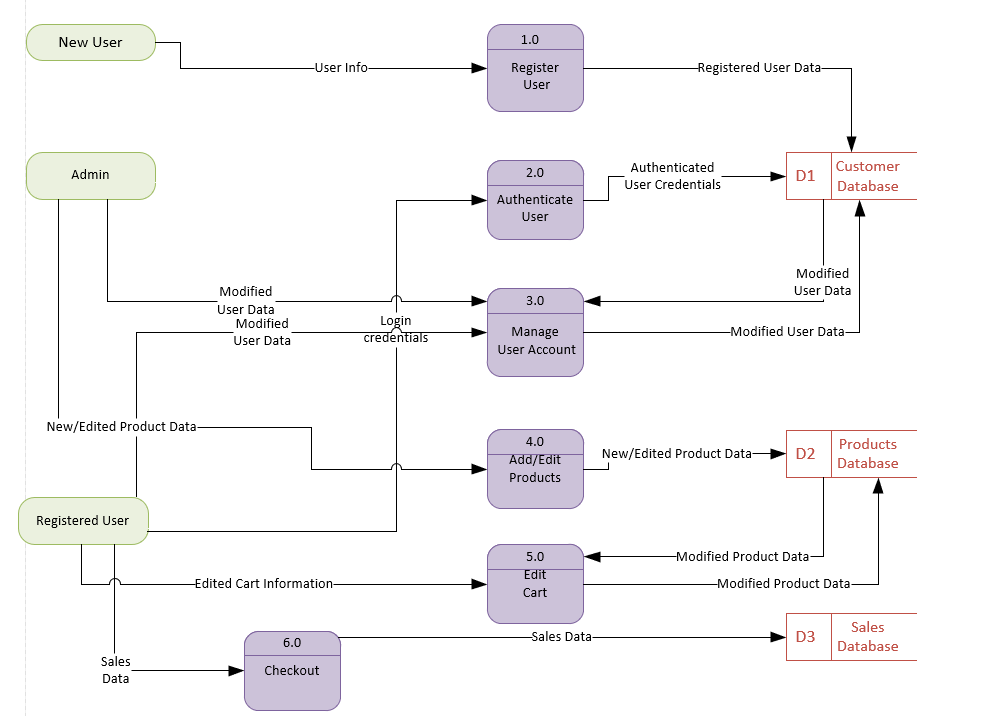 New User
1.0
Register
User
User Info
Registered User Data
Admin
2.0
Authenticate
User
Authenticated
User Credentials
D1
Customer
Database
Modified
User Data
Modified
User Data
Login
credentials
3.0
Manage
User Account
Modified
User Data
Modified User Data
New/Edited Product Data
4.0
Add/Edit
Products
New/Edited Product Data
D2
Products
Database
Registered User
5.0
Edit
Cart
Modified Product Data
Edited Cart Information
Modified Product Data
6.0
Checkout
Sales Data
D3
Sales
Database
Sales
Data